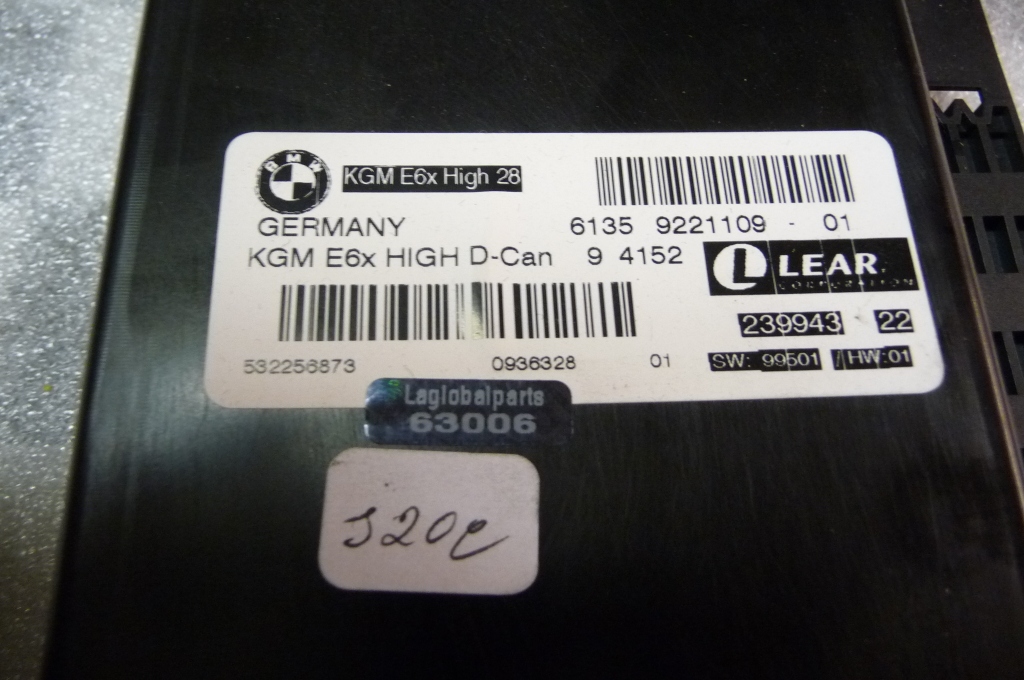 BMW
KGM E6x High 28
GERMANY
6135 9221109 - 01
KGM E6x HIGH D-Can 9 4152
L LEAR.
CORPORATION
239943 22
532256873 0936328 01
SW: 99501 / HW:01
Laglobalparts
63006